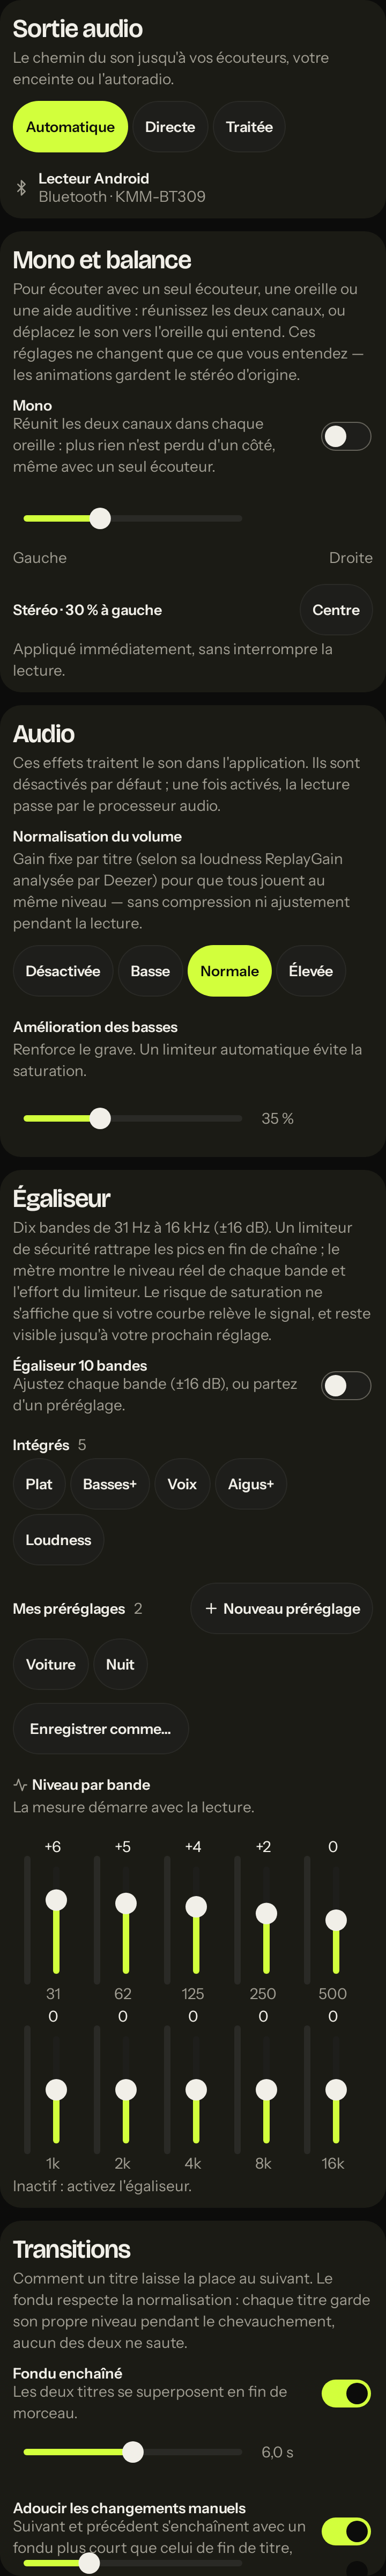 Sortie audio
Le chemin du son jusqu'à vos écouteurs, votre
enceinte ou l'autoradio.
Automatique
Directe
Traitée
Lecteur Android
Bluetooth · KMM-BT309
Mono et balance
Pour écouter avec un seul écouteur, une oreille ou
une aide auditive : réunissez les deux canaux, ou
déplacez le son vers l'oreille qui entend. Ces
réglages ne changent que ce que vous entendez —
les animations gardent le stéréo d'origine.
Mono
Réunit les deux canaux dans chaque
oreille : plus rien n'est perdu d'un côté,
même avec un seul écouteur.
Gauche
Droite
Stéréo · 30 % à gauche
Centre
Appliqué immédiatement, sans interrompre la
lecture.
Audio
Ces effets traitent le son dans l'application. Ils sont
désactivés par défaut ; une fois activés, la lecture
passe par le processeur audio.
Normalisation du volume
Gain fixe par titre (selon sa loudness ReplayGain
analysée par Deezer) pour que tous jouent au
même niveau — sans compression ni ajustement
pendant la lecture.
Désactivée
Basse
Normale
Élevée
Amélioration des basses
Renforce le grave. Un limiteur automatique évite la
saturation.
35 %
Égaliseur
Dix bandes de 31 Hz à 16 kHz (±16 dB). Un limiteur
de sécurité rattrape les pics en fin de chaîne ; le
mètre montre le niveau réel de chaque bande et
l'effort du limiteur. Le risque de saturation ne
s'affiche que si votre courbe relève le signal, et reste
visible jusqu'à votre prochain réglage.
Égaliseur 10 bandes
Ajustez chaque bande (±16 dB), ou partez
d'un préréglage.
Intégrés 5
Plat
Basses+
Voix
Aigus+
Loudness
Mes préréglages 2
+ Nouveau préréglage
Voiture
Nuit
Enregistrer comme…
Niveau par bande
La mesure démarre avec la lecture.
+6 +5 +4 +2 0
31 62 125 250 500
0 0 0 0 0
1k 2k 4k 8k 16k
Inactif : activez l'égaliseur.
Transitions
Comment un titre laisse la place au suivant. Le
fondu respecte la normalisation : chaque titre garde
son propre niveau pendant le chevauchement,
aucun des deux ne saute.
Fondu enchaîné
Les deux titres se superposent en fin de
morceau.
6,0 s
Adoucir les changements manuels
Suivant et précédent s'enchaînent avec un
fondu plus court que celui de fin de titre,